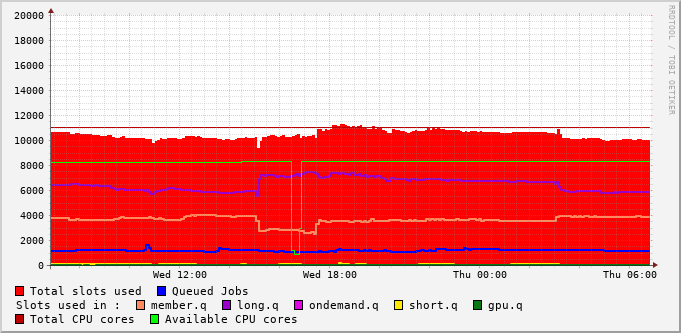 20000
18000
16000
14000
12000
10000
8000
6000
4000
2000
0
Wed 12:00 Wed 18:00 Thu 00:00 Thu 06:00
Total slots used Queued Jobs
Slots used in : member.q long.q ondemand.q short.q gpu.q
Total CPU cores Available CPU cores
RRDTOOL / TOBI OETIKER